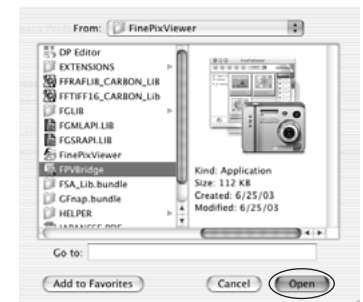 From: FinePixViewer
DP Editor
EXTENSIONS
FFRAFLIB_CARBON_LIB
FFTIFF16_CARBON_Lib
FGLIB
FGMLAPI.LIB
FGSRAPI.LIB
FinePixViewer
FPVBridge
FSA_Lib.bundle
GFnap.bundle
HELPER
JAPANESE.PDF
Kind: Application
Size: 112 KB
Created: 6/25/03
Modified: 6/25/03
Go to:
Add to Favorites
Cancel
Open